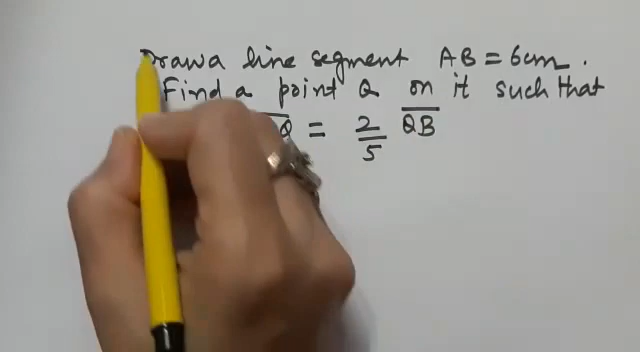 Draw a line segment AB = 6cm.
Find a point Q on it such that
Q = 2/5 QB